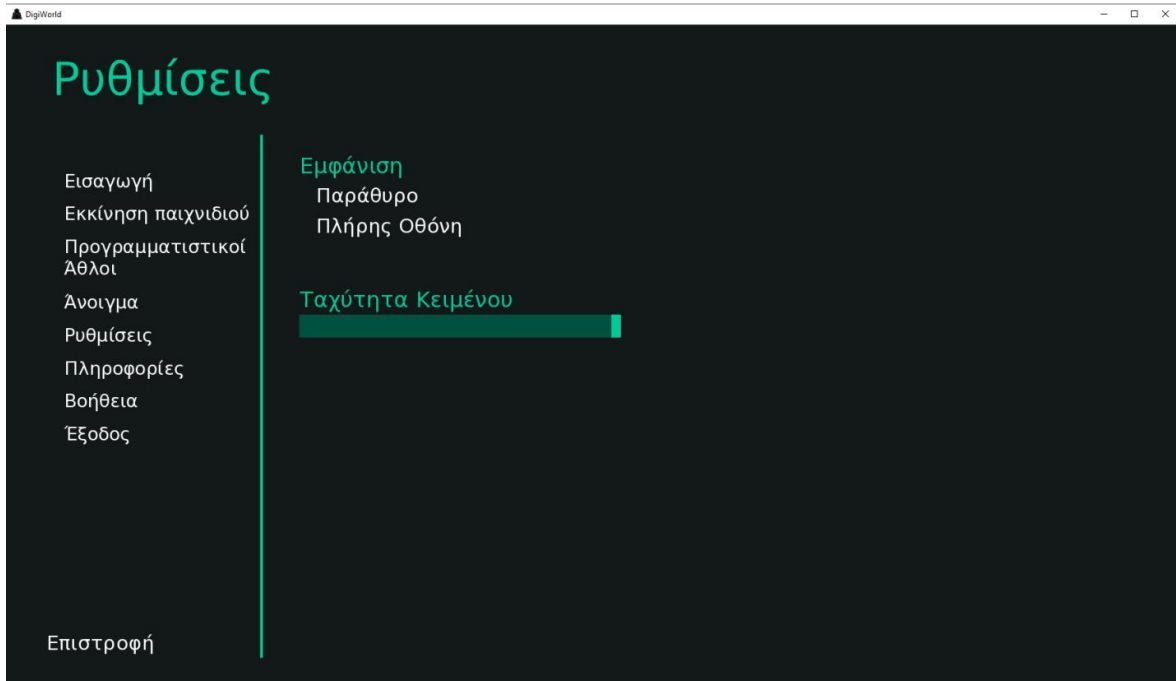 DigiWorld
Ρυθμίσεις
Εισαγωγή
Εκκίνηση παιχνιδιού
Προγραμματιστικοί
Άθλοι
Άνοιγμα
Ρυθμίσεις
Πληροφορίες
Βοήθεια
Έξοδος
Επιστροφή
Εμφάνιση
Παράθυρο
Πλήρης Οθόνη
Ταχύτητα Κειμένου